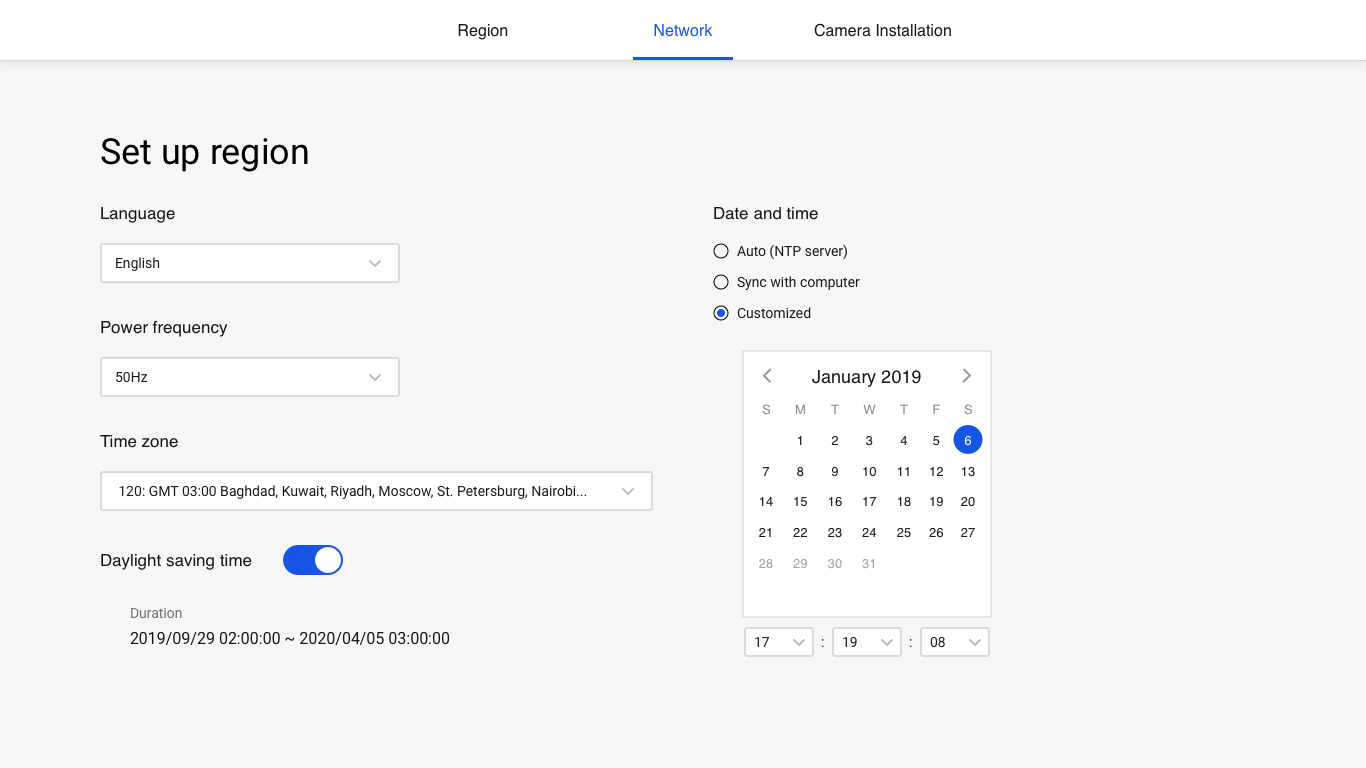 Region Network Camera Installation
Set up region
Language
English
Power frequency
50Hz
Time zone
120: GMT 03:00 Baghdad, Kuwait, Riyadh, Moscow, St. Petersburg, Nairobi...
Daylight saving time
Duration
2019/09/29 02:00:00 ~ 2020/04/05 03:00:00
Date and time
Auto (NTP server)
Sync with computer
Customized
January 2019
S M T W T F S
1 2 3 4 5 6
7 8 9 10 11 12 13
14 15 16 17 18 19 20
21 22 23 24 25 26 27
28 29 30 31
17 : 19 : 08